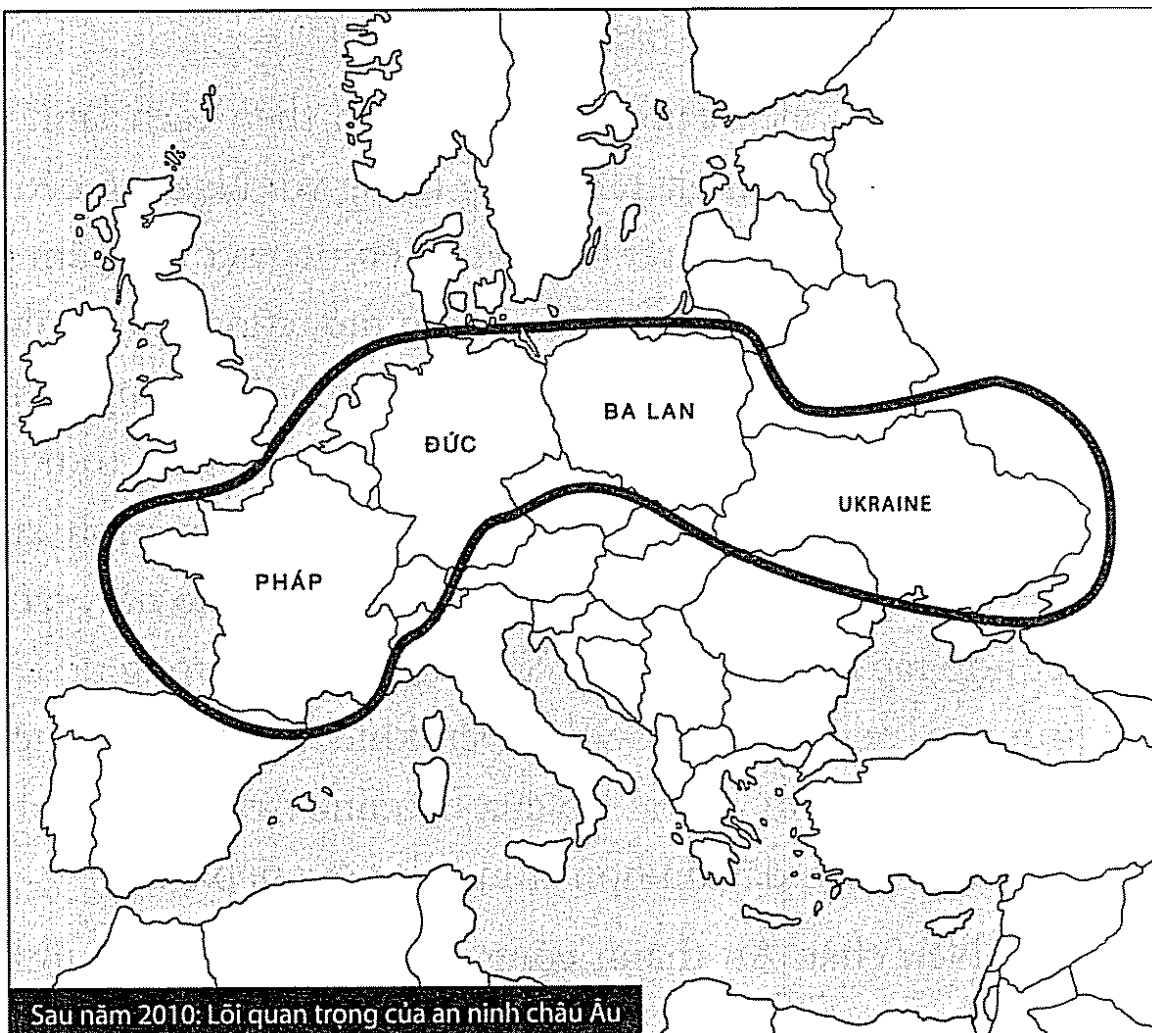 BA LAN
ĐỨC
UKRAINE
PHÁP
Sau năm 2010: Lõi quan trọng của an ninh châu Âu